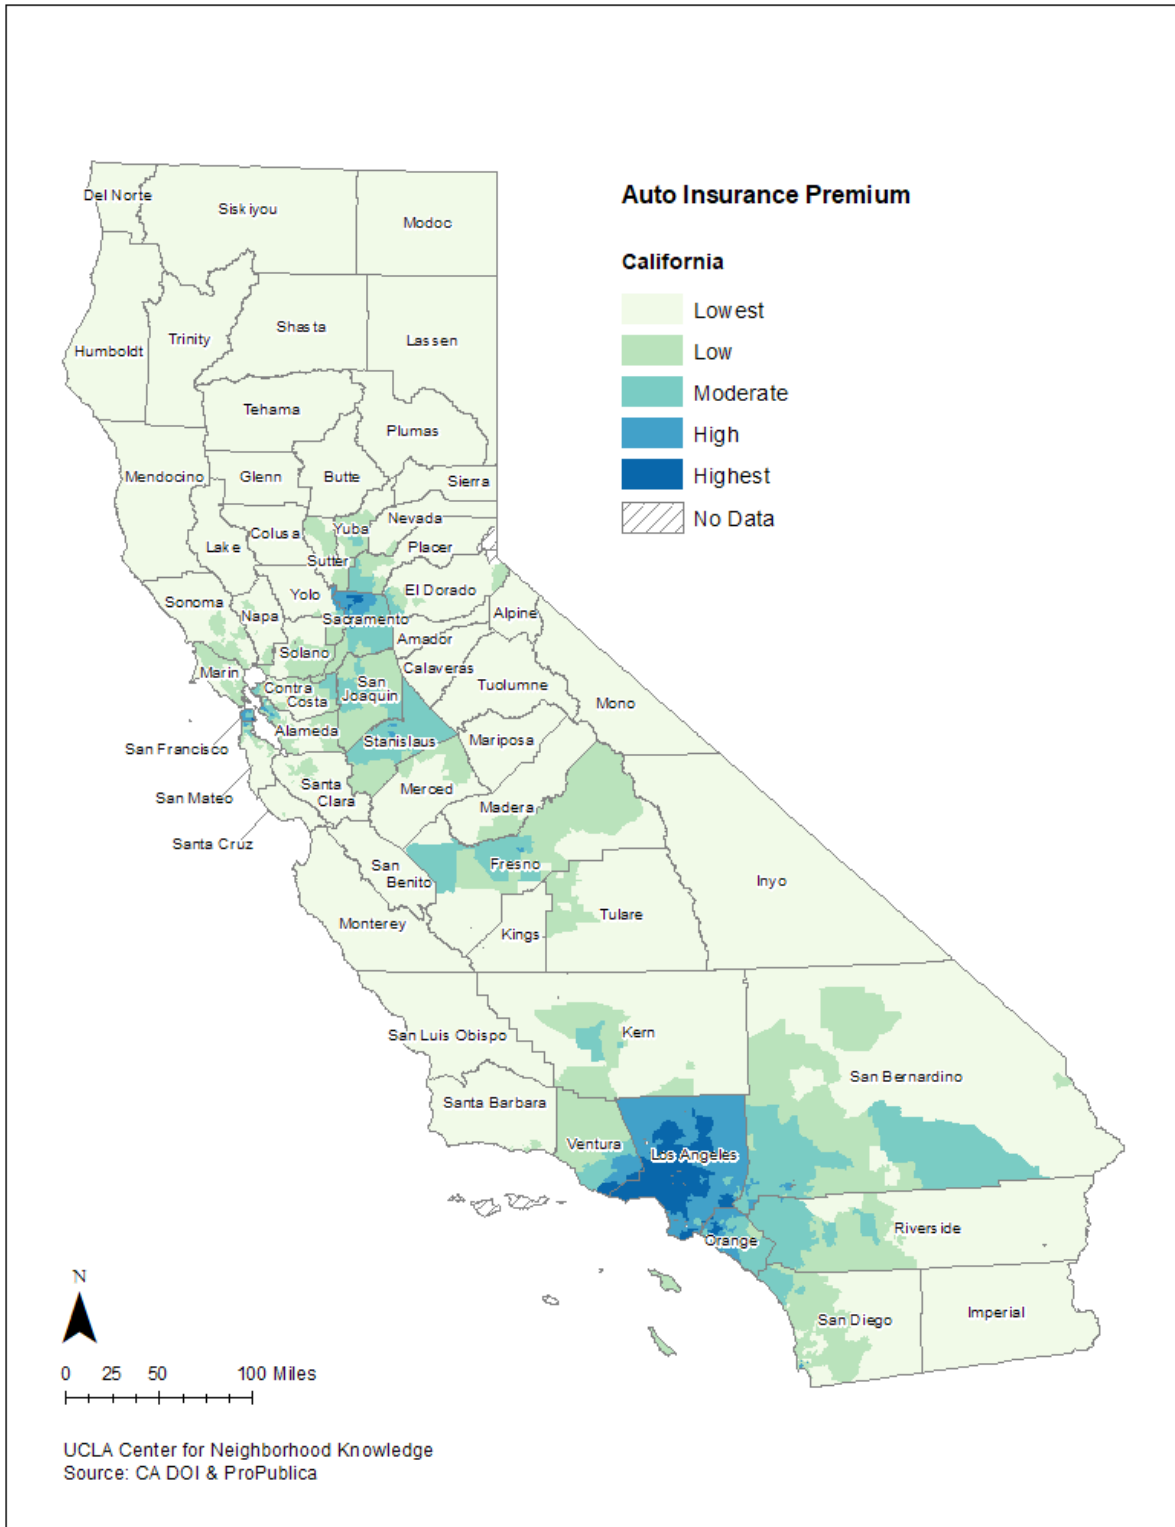 Auto Insurance Premium
California
Lowest
Low
Moderate
High
Highest
No Data
Del Norte
Siskiyou
Modoc
Humboldt
Trinity
Shasta
Lassen
Tehama
Plumas
Mendocino
Glenn
Butte
Sierra
Lake
Colusa
Yuba
Nevada
Sutter
Placer
Sonoma
Napa
Yolo
El Dorado
Sacramento
Alpine
Solano
Amador
Marin
Calaveras
Contra
Costa
San
Joaquin
Tuolumne
Mono
San Francisco
Alameda
Stanislaus
Mariposa
San Mateo
Santa
Clara
Merced
Madera
Santa Cruz
San
Benito
Fresno
Inyo
Monterey
Kings
Tulare
San Luis Obispo
Kern
San Bernardino
Santa Barbara
Ventura
Los Angeles
Orange
Riverside
San Diego
Imperial
N
0 25 50 100 Miles
UCLA Center for Neighborhood Knowledge
Source: CA DOI & ProPublica